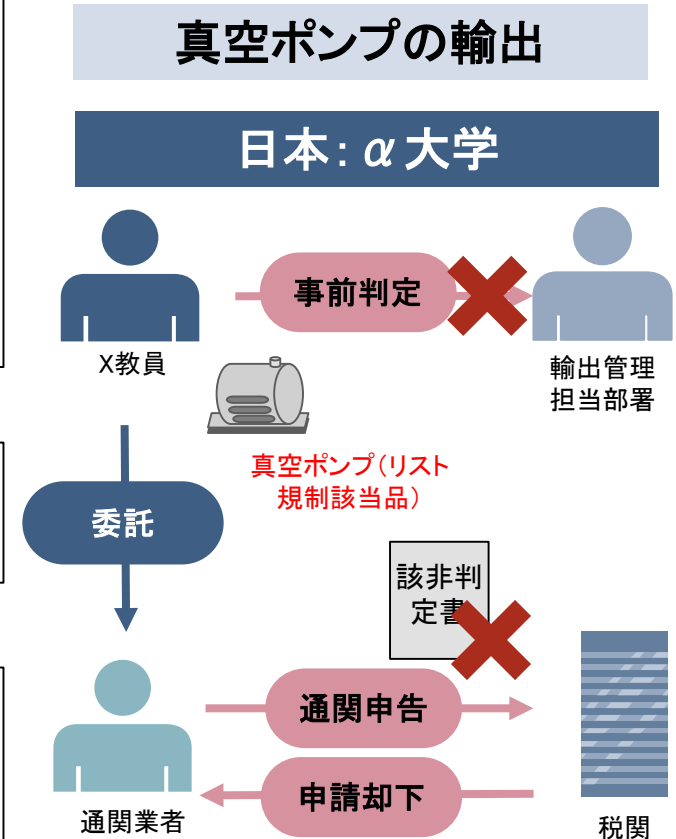 真空ポンプの輸出
日本：α大学
事前判定
X教員
輸出管理
担当部署
真空ポンプ（リスト
規制該当品）
委託
該非判
定書
通関申告
申請却下
通関業者
税関